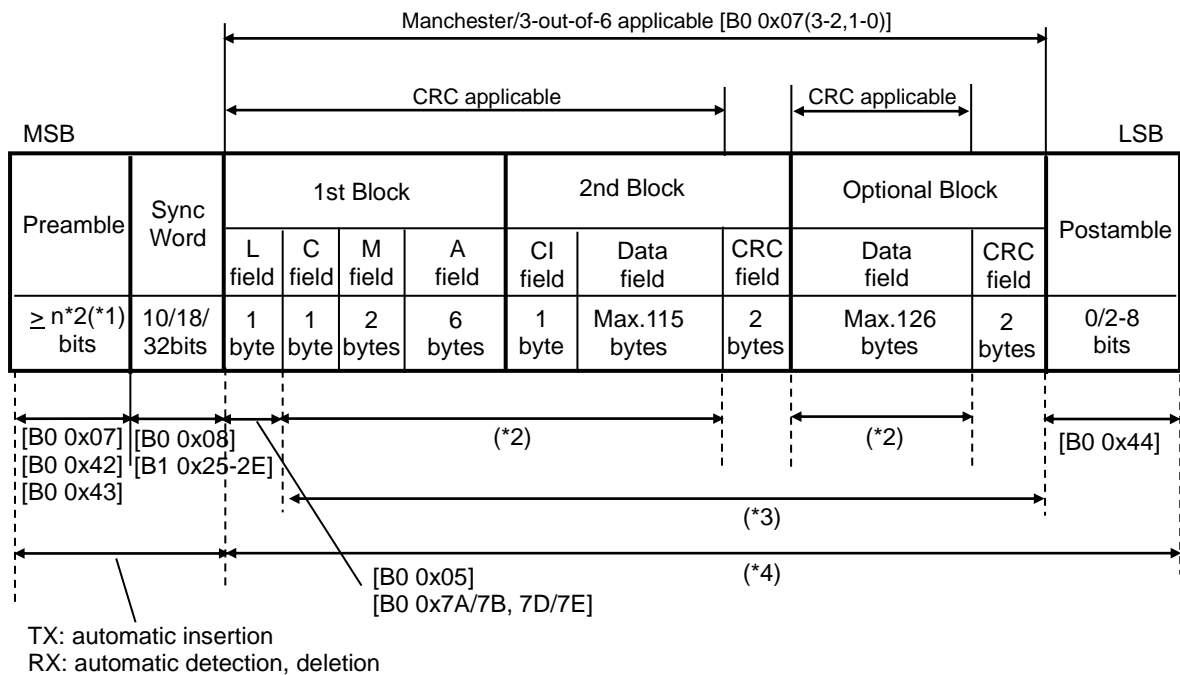 Manchester/3-out-of-6 applicable [B0 0x07(3-2,1-0)]
CRC applicable
CRC applicable
MSB
LSB
Preamble
Sync
Word
1st Block
2nd Block
Optional Block
Postamble
L
field
C
field
M
field
A
field
CI
field
Data
field
CRC
field
Data
field
CRC
field
≥ n*2(*1)
bits
10/18/
32bits
1
byte
1
byte
2
bytes
6
bytes
1
byte
Max.115
bytes
2
bytes
Max.126
bytes
2
bytes
0/2-8
bits
[B0 0x07]
[B0 0x42]
[B0 0x43]
[B0 0x08]
[B1 0x25-2E]
(*2)
(*2)
[B0 0x44]
(*3)
(*4)
[B0 0x05]
[B0 0x7A/7B, 7D/7E]
TX: automatic insertion
RX: automatic detection, deletion